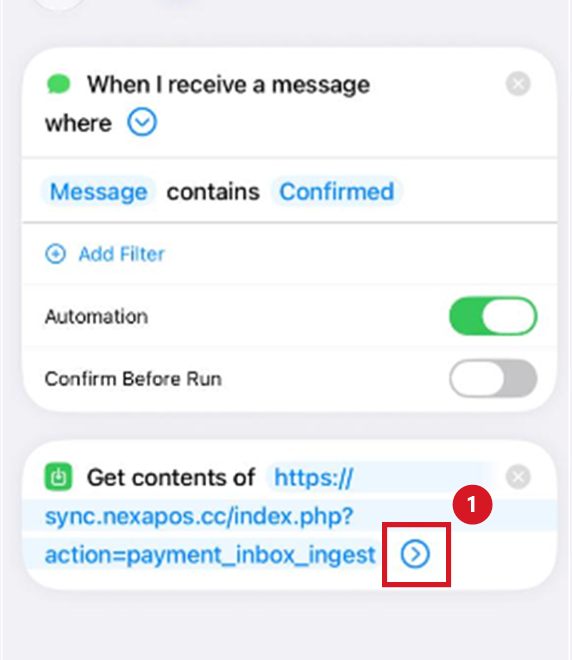 When I receive a message
where
Message contains Confirmed
Add Filter
Automation
Confirm Before Run
Get contents of https://
sync.nexapos.cc/index.php?
1
action=payment_inbox_ingest